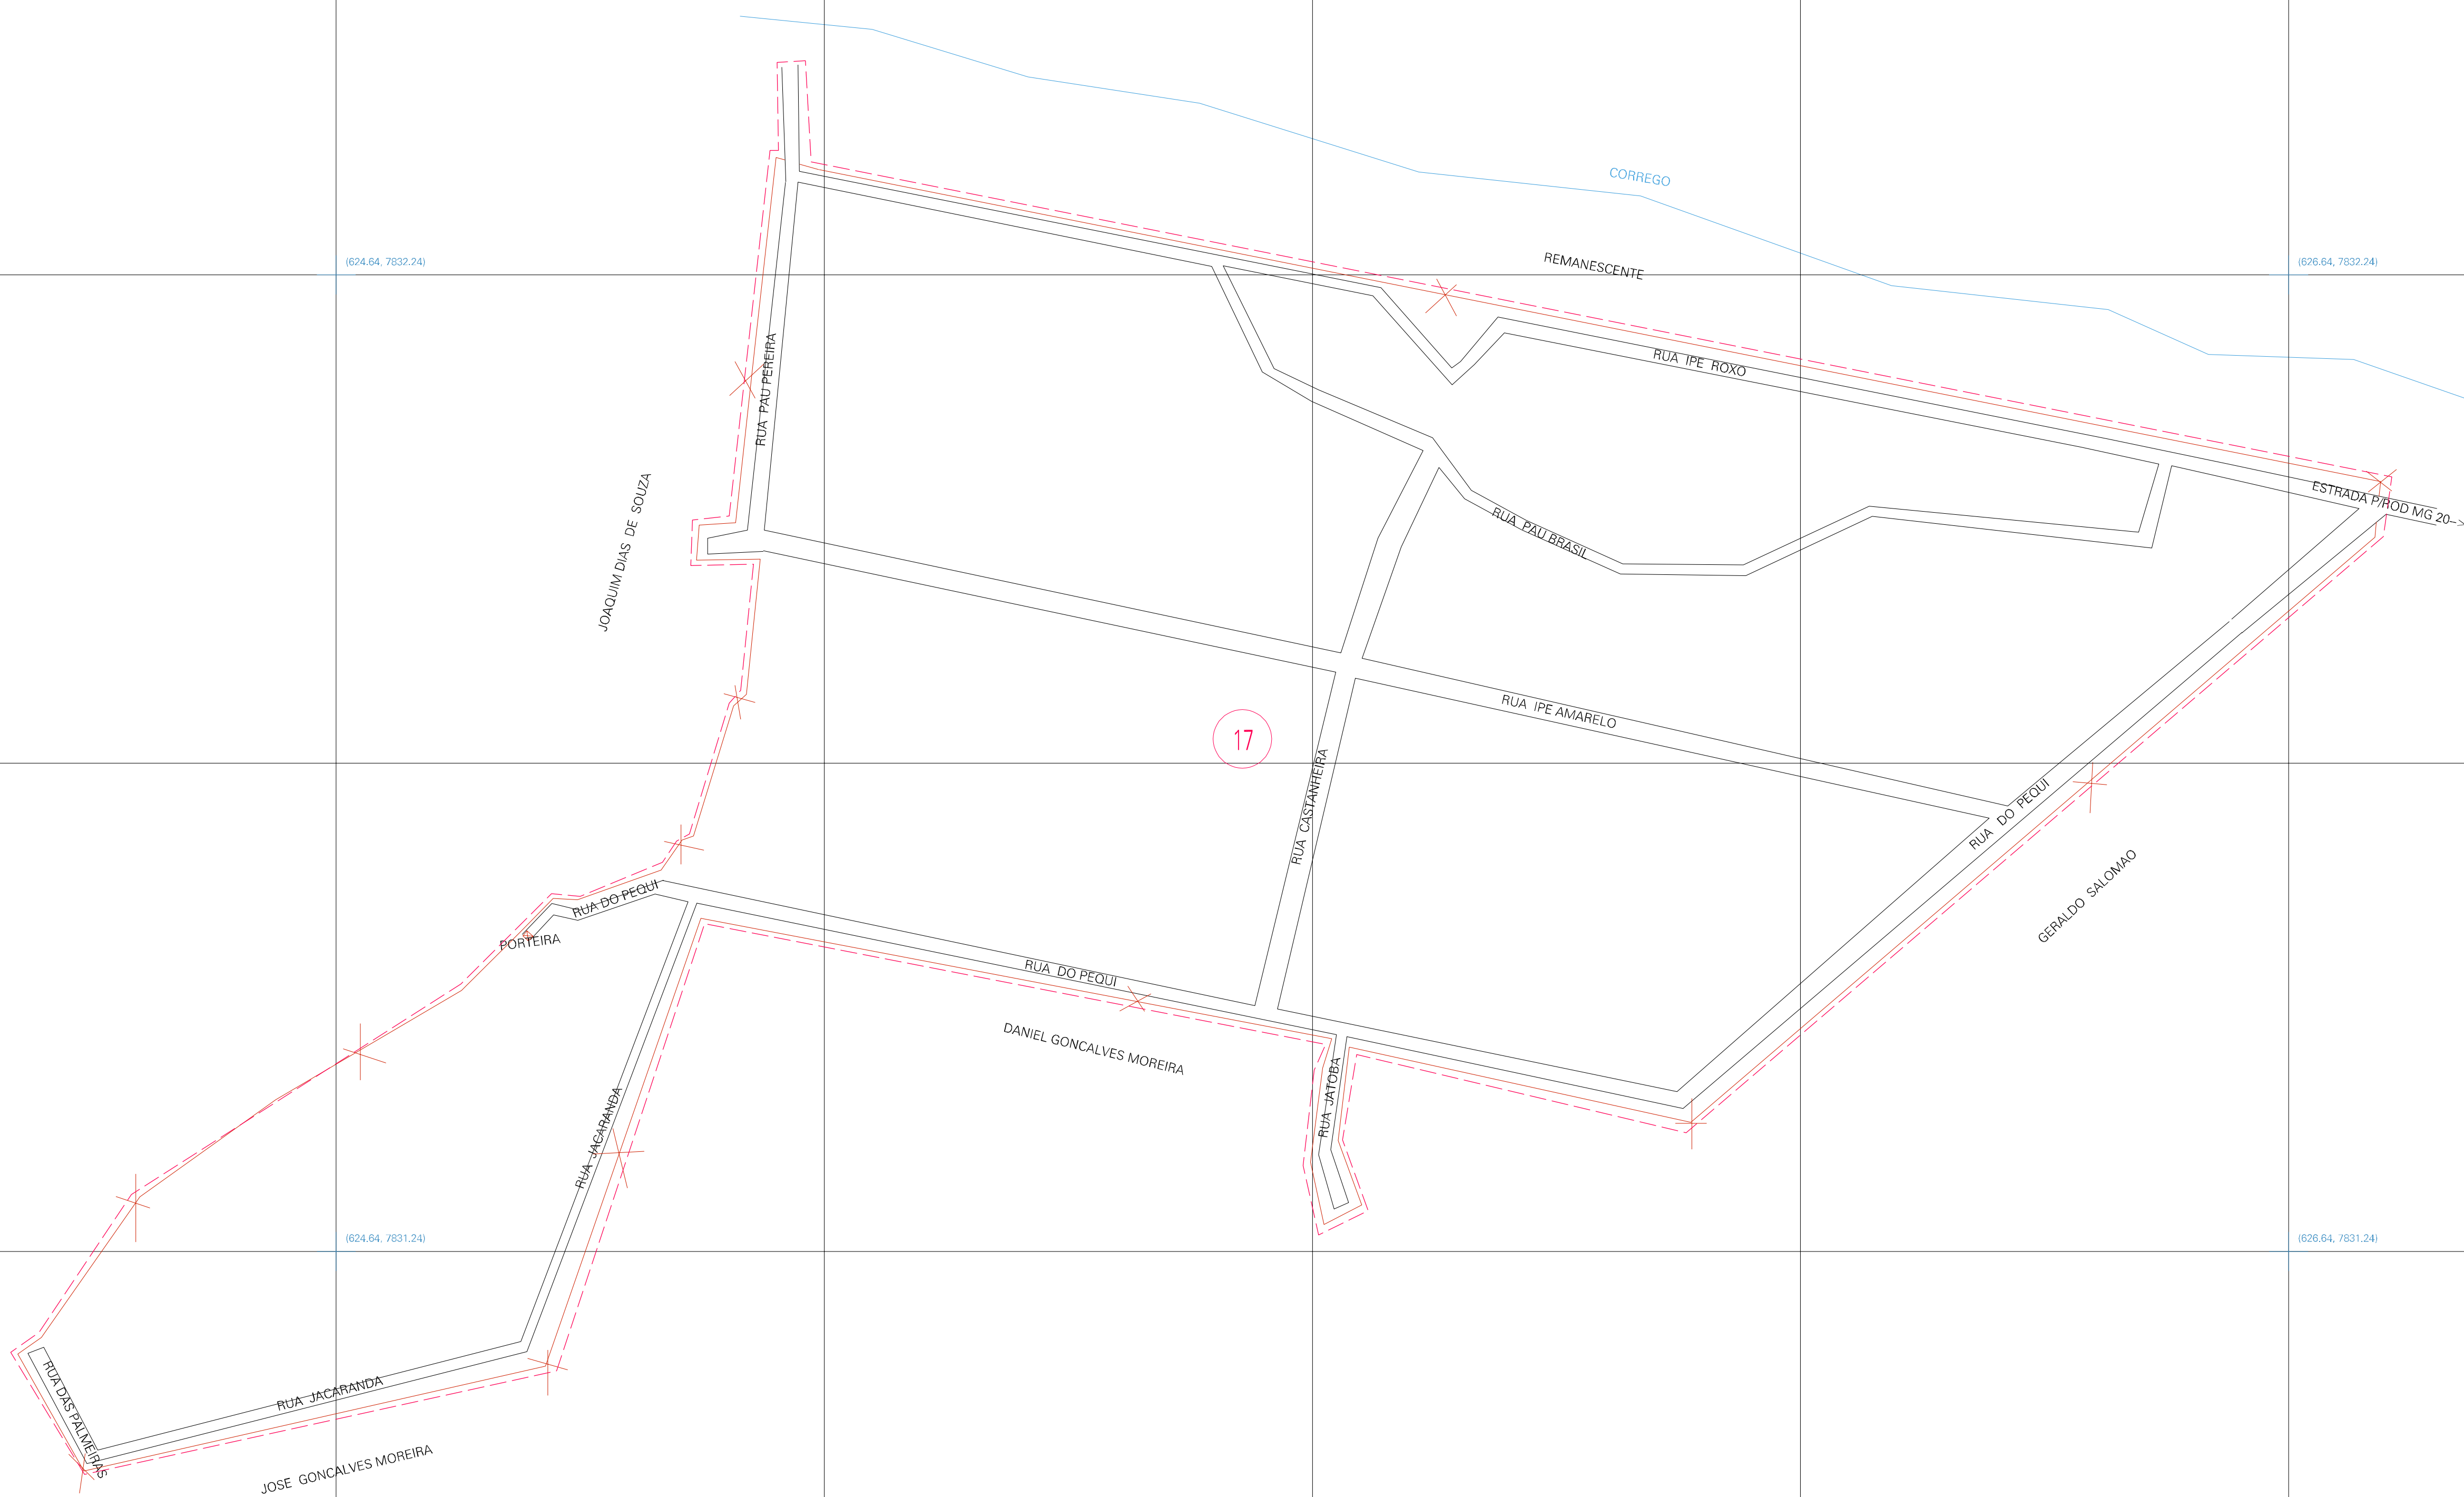 CORREGO
(624.64, 7832.24)
REMANESCENTE
(626.64, 7832.24)
RUA PAU PEREIRA
RUA IPE ROXO
JOAQUIM DIAS DE SOUZA
RUA PAU BRASIL
ESTRADA P/ROD MG 20-->
RUA IPE AMARELO
17
RUA CASTANHEIRA
RUA DO PEQUI
GERALDO SALOMAO
RUA DO PEQUI
PORTEIRA
RUA DO PEQUI
DANIEL GONCALVES MOREIRA
RUA JATOBA
RUA JACARANDA
(624.64, 7831.24)
(626.64, 7831.24)
RUA DAS PALMEIRAS
RUA JACARANDA
JOSE GONCALVES MOREIRA